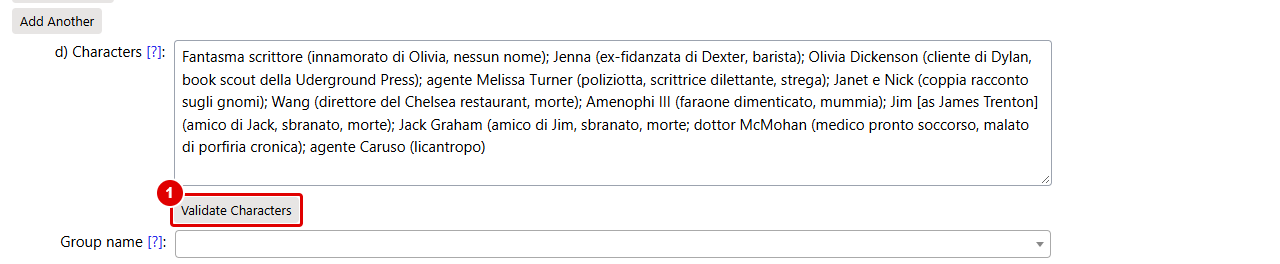 Add Another
d) Characters [?]:
Fantasma scrittore (innamorato di Olivia, nessun nome); Jenna (ex-fidanzata di Dexter, barista); Olivia Dickenson (cliente di Dylan,
book scout della Uderground Press); agente Melissa Turner (poliziotta, scrittrice dilettante, strega); Janet e Nick (coppia racconto
sugli gnomi); Wang (direttore del Chelsea restaurant, morte); Amenophi III (faraone dimenticato, mummia); Jim [as James Trenton]
(amico di Jack, sbranato, morte); Jack Graham (amico di Jim, sbranato, morte; dottor McMohan (medico pronto soccorso, malato
di porfiria cronica); agente Caruso (licantropo)
1
Validate Characters
Group name [?]: